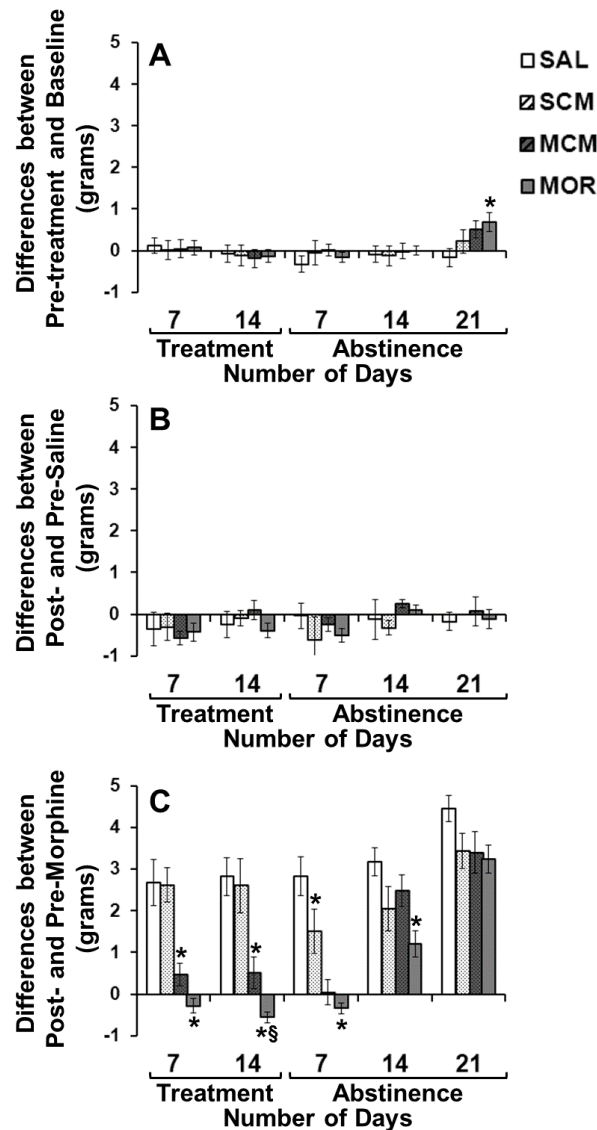 A
Differences between
Pre-treatment and Baseline
(grams)
5
4
3
2
1
0
-1
SAL
SCM
MCM
MOR
*
7 14 7 14 21
Treatment Abstinence
Number of Days
B
Differences between
Post- and Pre-Saline
(grams)
5
4
3
2
1
0
-1
7 14 7 14 21
Treatment Abstinence
Number of Days
C
Differences between
Post- and Pre-Morphine
(grams)
5
4
3
2
1
0
-1
* * * *
* *§ *
7 14 7 14 21
Treatment Abstinence
Number of Days